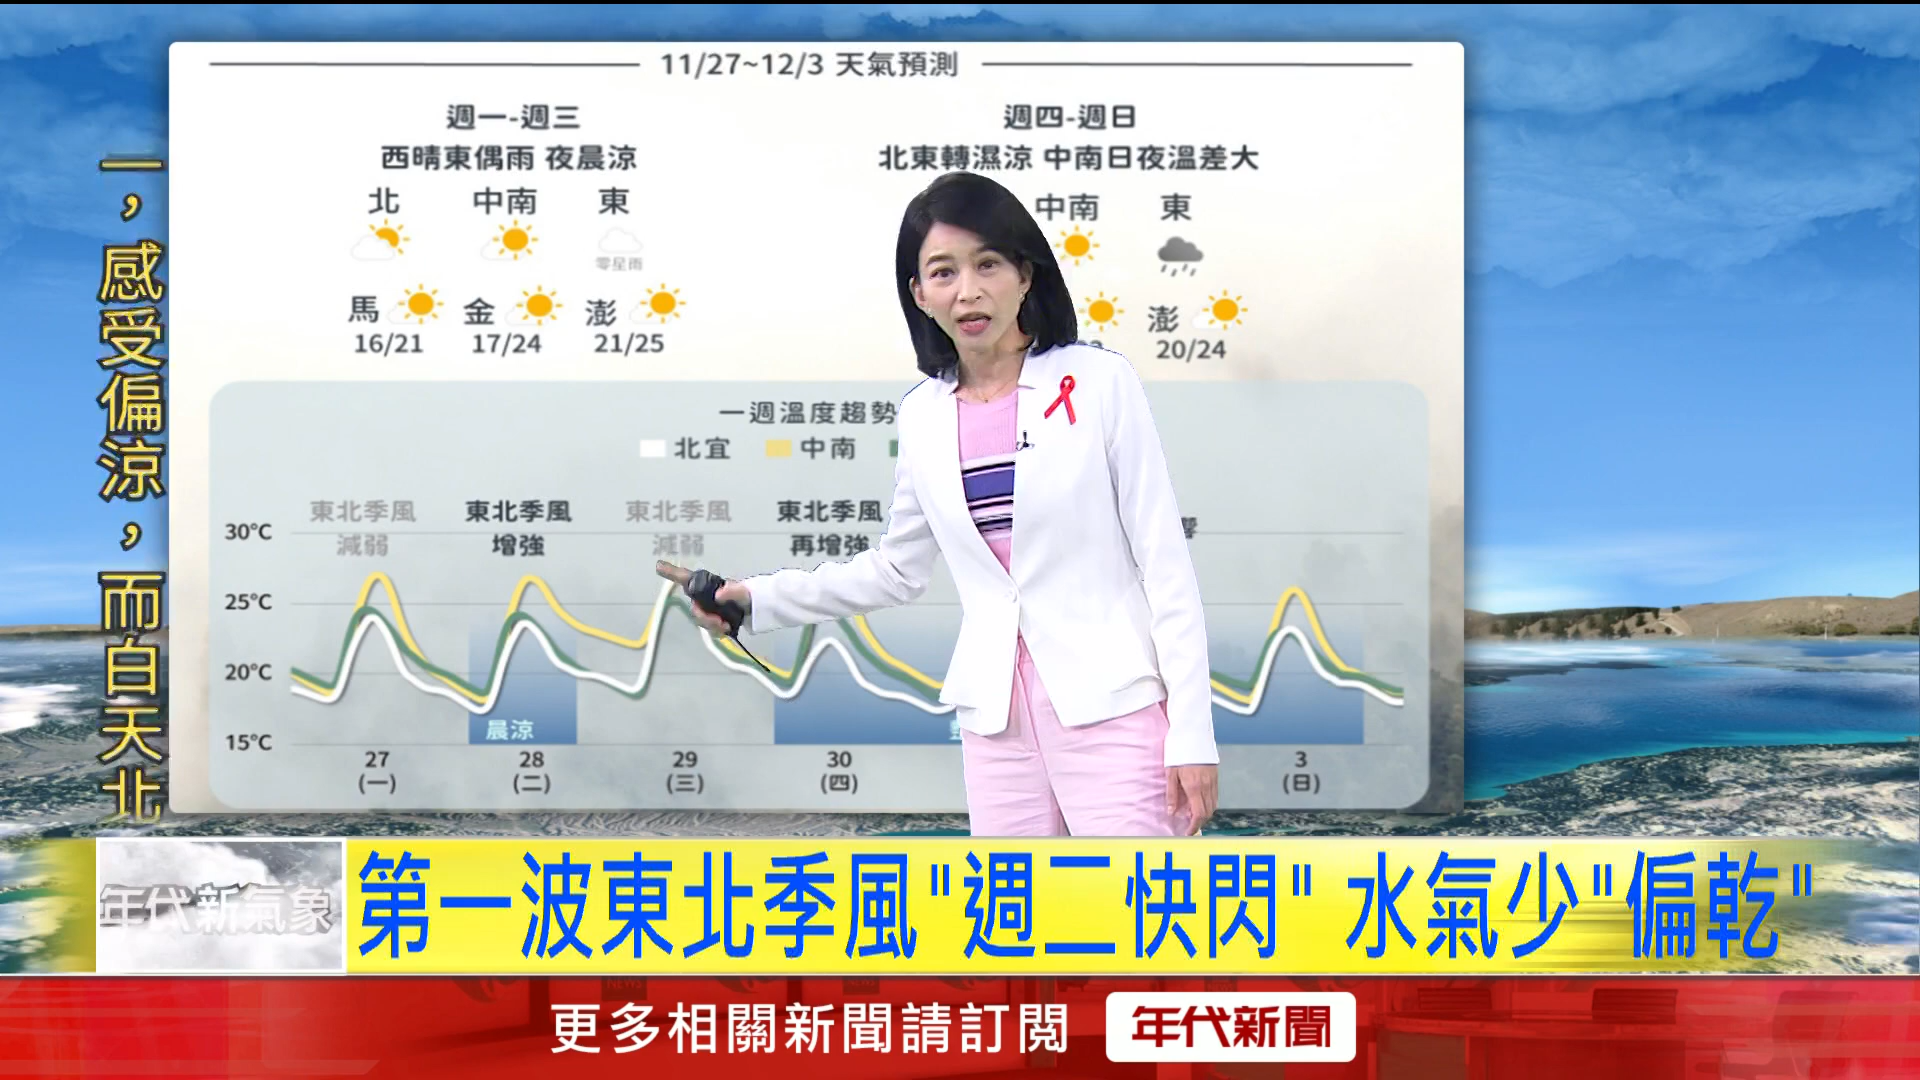 11/27~12/3 天氣預測
週一-週三
西晴東偶雨 夜晨涼
北 中南 東
零星雨
馬 金 澎
16/21 17/24 21/25
週四-週日
北東轉濕涼 中南日夜溫差大
中南 東
澎
20/24
一週溫度趨勢
北宜 中南
東北季風 減弱
東北季風 增強
東北季風 減弱
東北季風 再增強
30°C
25°C
20°C
15°C
晨涼
27 28 29 30 3
(一) (二) (三) (四) (日)
一，感受偏涼，而白天北
年代新氣象
第一波東北季風"週二快閃" 水氣少"偏乾"
更多相關新聞請訂閱 年代新聞